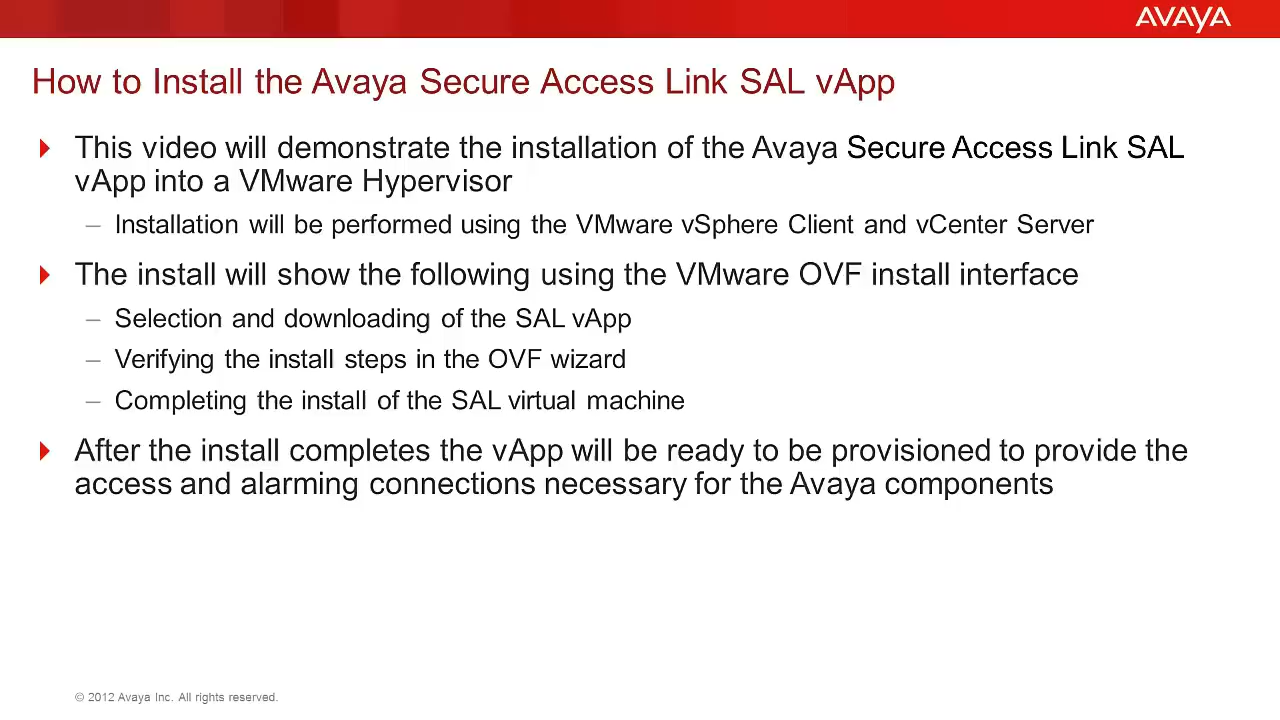 AVAYA
How to Install the Avaya Secure Access Link SAL vApp
This video will demonstrate the installation of the Avaya Secure Access Link SAL
vApp into a VMware Hypervisor
– Installation will be performed using the VMware vSphere Client and vCenter Server
The install will show the following using the VMware OVF install interface
– Selection and downloading of the SAL vApp
– Verifying the install steps in the OVF wizard
– Completing the install of the SAL virtual machine
After the install completes the vApp will be ready to be provisioned to provide the
access and alarming connections necessary for the Avaya components
© 2012 Avaya Inc. All rights reserved.